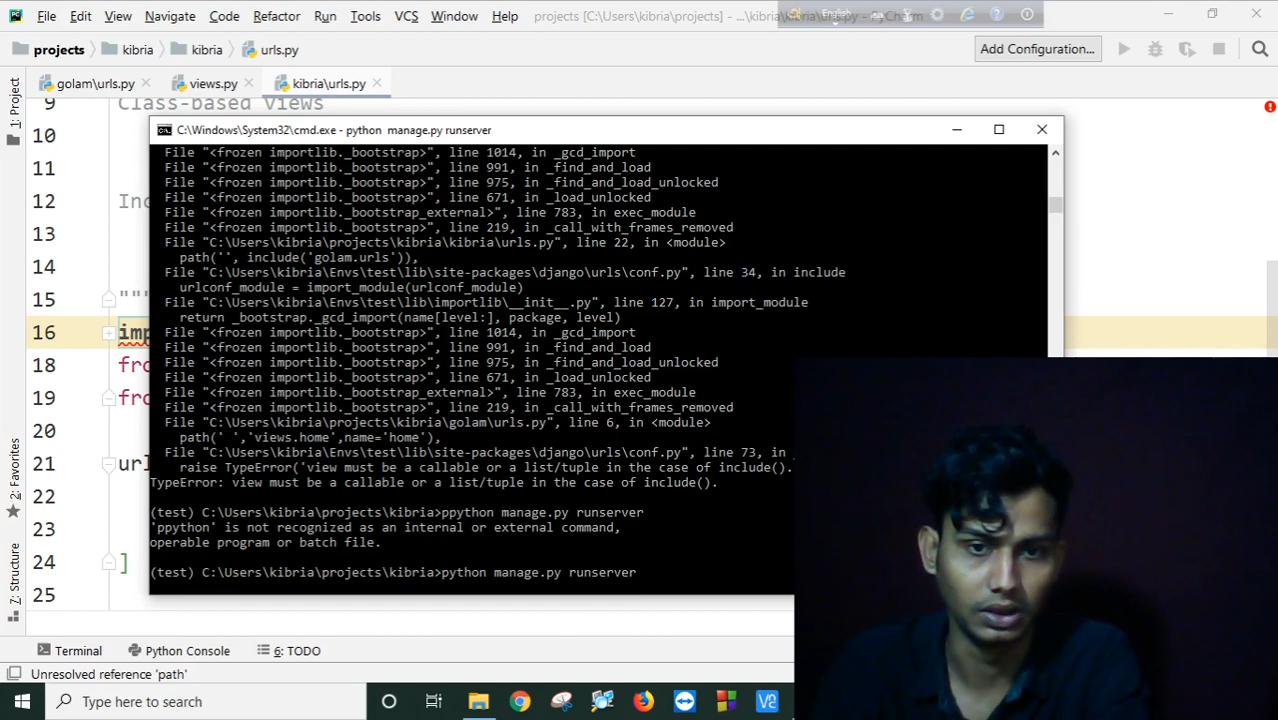 File Edit View Navigate Code Refactor Run Tools VCS Window Help projects [C:\Users\kibria\projects] - ...\kibria\urls.py
English
projects kibria kibria urls.py Add Configuration...
golam\urls.py views.py kibria\urls.py
1: Project
9 Class-based views
C:\Windows\System32\cmd.exe - python  manage.py runserver
10
11
12
13
14
15 """
16 imp
18 fro
19 fro
20
21 url
22
23
24 ]
25
File "<frozen importlib._bootstrap>", line 1014, in _gcd_import
File "<frozen importlib._bootstrap>", line 991, in _find_and_load
File "<frozen importlib._bootstrap>", line 975, in _find_and_load_unlocked
File "<frozen importlib._bootstrap>", line 671, in _load_unlocked
File "<frozen importlib._bootstrap_external>", line 783, in exec_module
File "<frozen importlib._bootstrap>", line 219, in _call_with_frames_removed
File "C:\Users\kibria\projects\kibria\kibria\urls.py", line 22, in <module>
path('', include('golam.urls')),
File "C:\Users\kibria\Envs\test\lib\site-packages\django\urls\conf.py", line 34, in include
urlconf_module = import_module(urlconf_module)
File "C:\Users\kibria\Envs\test\lib\importlib\__init__.py", line 127, in import_module
return _bootstrap._gcd_import(name[level:], package, level)
File "<frozen importlib._bootstrap>", line 1014, in _gcd_import
File "<frozen importlib._bootstrap>", line 991, in _find_and_load
File "<frozen importlib._bootstrap>", line 975, in _find_and_load_unlocked
File "<frozen importlib._bootstrap>", line 671, in _load_unlocked
File "<frozen importlib._bootstrap_external>", line 783, in exec_module
File "<frozen importlib._bootstrap>", line 219, in _call_with_frames_removed
File "C:\Users\kibria\projects\kibria\golam\urls.py", line 6, in <module>
path(' ','views.home',name='home'),
File "C:\Users\kibria\Envs\test\lib\site-packages\django\urls\conf.py", line 73, in _
raise TypeError('view must be a callable or a list/tuple in the case of include().
TypeError: view must be a callable or a list/tuple in the case of include().
(test) C:\Users\kibria\projects\kibria>ppython manage.py runserver
'ppython' is not recognized as an internal or external command,
operable program or batch file.
(test) C:\Users\kibria\projects\kibria>python manage.py runserver
2: Favorites
7: Structure
Terminal Python Console 6: TODO
Unresolved reference 'path'
Type here to search